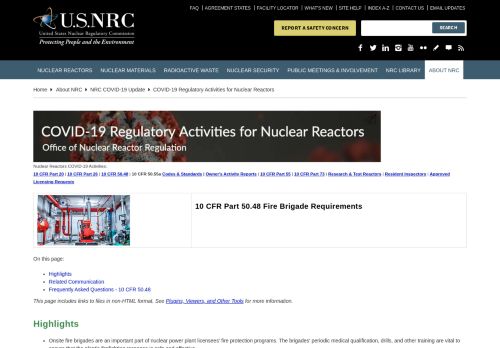 FAQ | AGREEMENT STATES | FACILITY LOCATOR | WHAT'S NEW | SITE HELP | INDEX A-Z | CONTACT US | EMAIL UPDATES
U.S.NRC
United States Nuclear Regulatory Commission
Protecting People and the Environment
REPORT A SAFETY CONCERN
SEARCH
NUCLEAR REACTORS NUCLEAR MATERIALS RADIOACTIVE WASTE NUCLEAR SECURITY PUBLIC MEETINGS & INVOLVEMENT NRC LIBRARY ABOUT NRC
Home About NRC NRC COVID-19 Update COVID-19 Regulatory Activities for Nuclear Reactors
COVID-19 Regulatory Activities for Nuclear Reactors
Office of Nuclear Reactor Regulation
Nuclear Reactors COVID-19 Activities:
10 CFR Part 20 | 10 CFR Part 26 | 10 CFR 50.48 | 10 CFR 50.55a Codes & Standards | Owner's Activity Reports | 10 CFR Part 55 | 10 CFR Part 73 | Research & Test Reactors | Resident Inspectors | Approved
Licensing Requests
10 CFR Part 50.48 Fire Brigade Requirements
On this page:
Highlights
Related Communication
Frequently Asked Questions - 10 CFR 50.48
This page includes links to files in non-HTML format. See Plugins, Viewers, and Other Tools for more information.
Highlights
Onsite fire brigades are an important part of nuclear power plant licensees' fire protection programs. The brigades' periodic medical qualification, drills, and other training are vital to